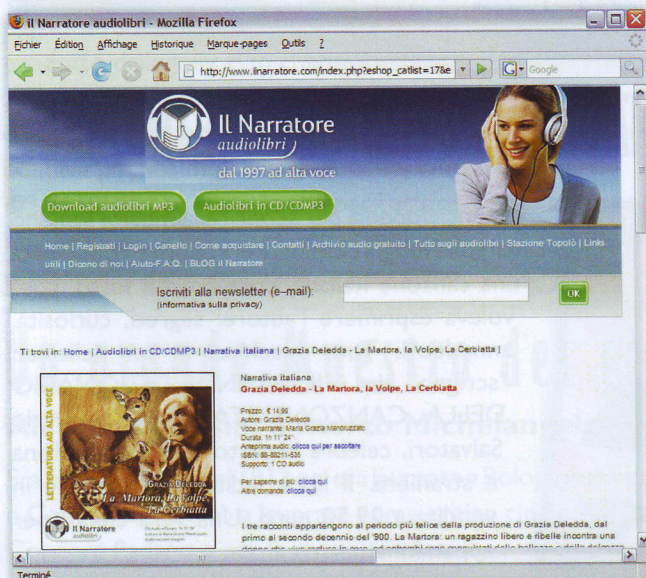 il Narratore audiolibri - Mozilla Firefox
Fichier Édition Affichage Historique Marque-pages Outils ?
http://www.ilnarratore.com/index.php?eshop_catlist=17&e
Google
IL Narratore
audiolibri
dal 1997 ad alta voce
Download audiolibri MP3 Audiolibri in CD/CDMP3
Home | Registrati | Login | Carrello | Come acquistare | Contatti | Archivio audio gratuito | Tutto sugli audiolibri | Stazione Topolò | Links
utili | Dicono di noi | Aiuto-F.A.Q. | BLOG il Narratore
Iscriviti alla newsletter (e-mail): OK
(informativa sulla privacy)
Ti trovi in: Home | Audiolibri in CD/CDMP3 | Narrativa italiana | Grazia Deledda - La Martora, la Volpe, La Cerbiatta |
LETTERATURA AD ALTA VOCE
GRAZIA DELEDDA
La Martora, La Volpe,
La Cerbiatta
IL Narratore
audiolibri
Narrativa italiana
Grazia Deledda - La Martora, la Volpe, La Cerbiatta
Prezzo: € 14,99
Autore: Grazia Deledda
Voce narrante: Maria Grazia Mandruzzato
Durata: 1h 11' 24"
Anteprima audio: clicca qui per ascoltare
ISBN: 88-88211-635
Supporto: 1 CD audio
Per saperne di più: clicca qui
Altre domande: clicca qui
I tre racconti appartengono al periodo più felice della produzione di Grazia Deledda, dal
primo al secondo decennio del '900. La Martora: un ragazzino libero e ribelle incontra una
Terminé